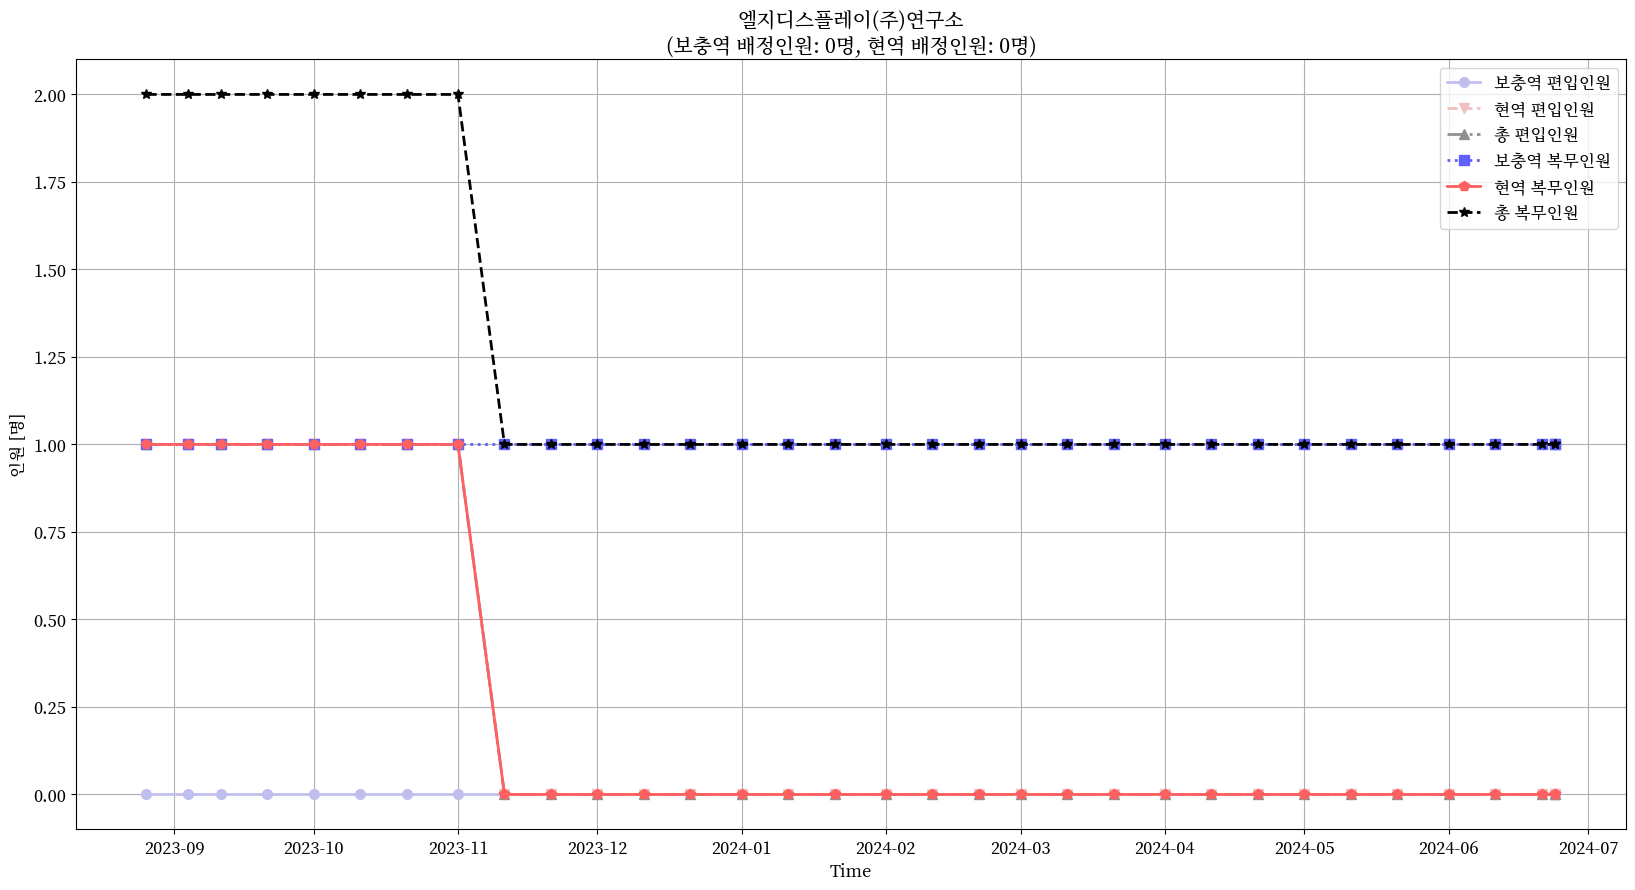 엘지디스플레이(주)연구소
(보충역 배정인원: 0명, 현역 배정인원: 0명)
보충역 편입인원
현역 편입인원
총 편입인원
보충역 복무인원
현역 복무인원
총 복무인원
인원 [명]
2.00
1.75
1.50
1.25
1.00
0.75
0.50
0.25
0.00
2023-09 2023-10 2023-11 2023-12 2024-01 2024-02 2024-03 2024-04 2024-05 2024-06 2024-07
Time